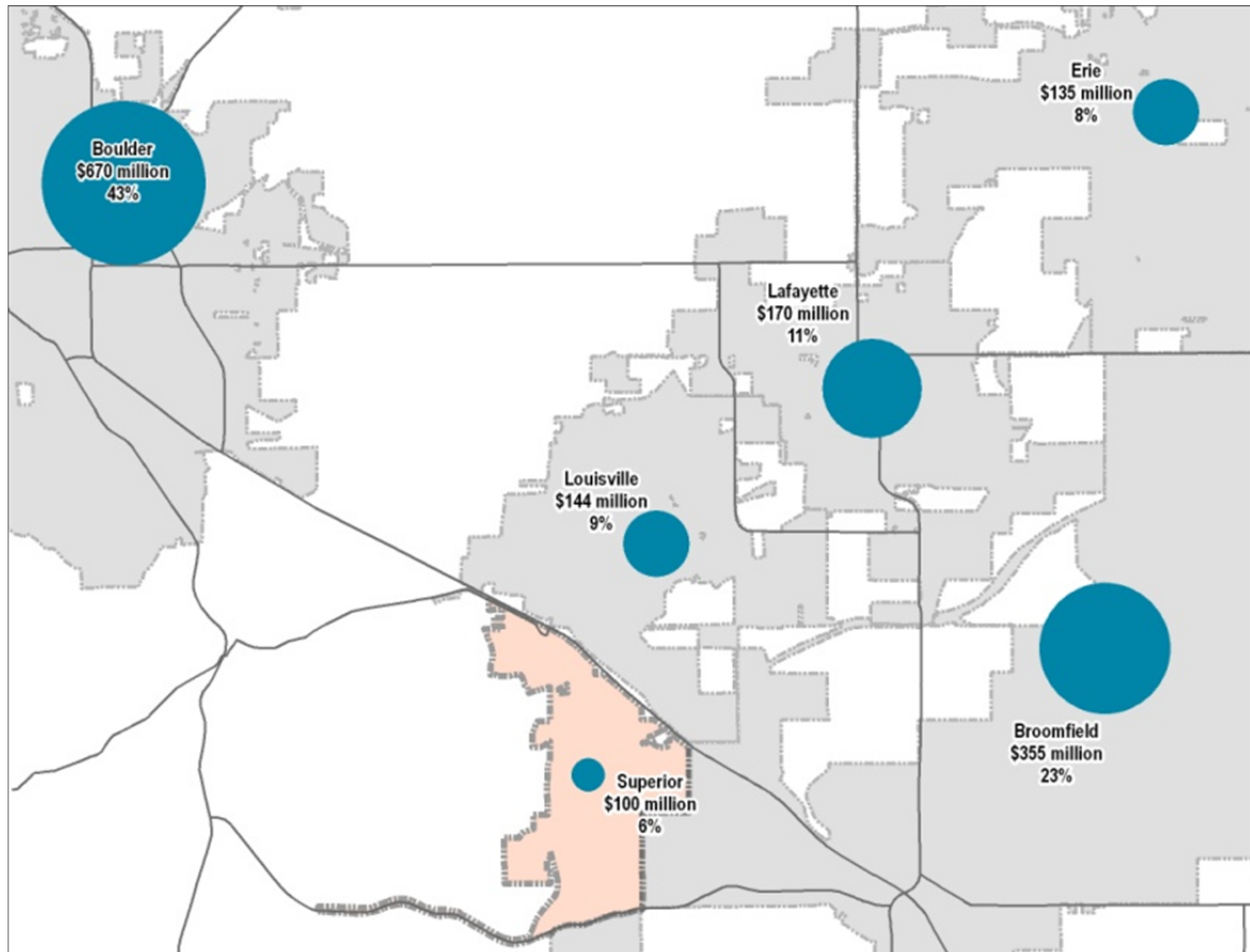 Erie
$135 million
8%
Boulder
$670 million
43%
Lafayette
$170 million
11%
Louisville
$144 million
9%
Broomfield
$355 million
23%
Superior
$100 million
6%